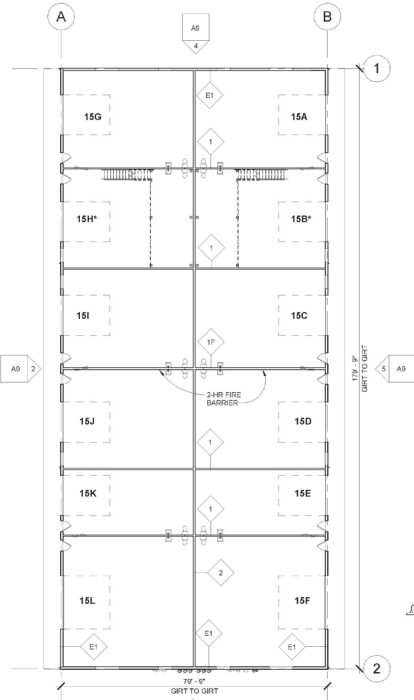 A
B
A9
4
1
E1
15G
15A
1
15H*
15B*
1
15I
15C
1F
A9 2
5 A9
179' - 9"
GIRT TO GIRT
2-HR FIRE
BARRIER
15J
15D
1
15K
15E
1
2
15L
15F
E1
E1
E1
2
79' - 9"
GIRT TO GIRT